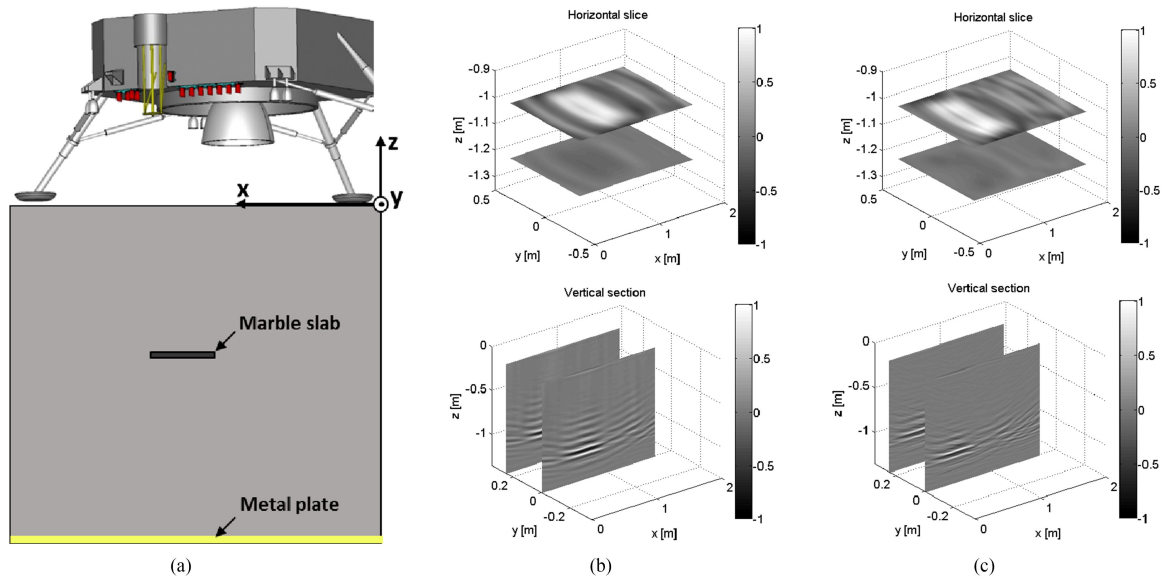 z
x
y
Marble slab
Metal plate
(a)
Horizontal slice
-0.9
-1
-1.1
-1.2
-1.3
z [m]
0.5
0
-0.5
y [m]
0
1
2
x [m]
1
0.5
0
-0.5
-1
Vertical section
0
-0.5
-1
z [m]
0.2
0
-0.2
y [m]
0
1
2
x [m]
1
0.5
0
-0.5
-1
(b)
Horizontal slice
-0.9
-1
-1.1
-1.2
-1.3
z [m]
0.5
0
-0.5
y [m]
0
1
2
x [m]
1
0.5
0
-0.5
-1
Vertical section
0
-0.5
-1
z [m]
0.2
0
-0.2
y [m]
0
1
2
x [m]
1
0.5
0
-0.5
-1
(c)